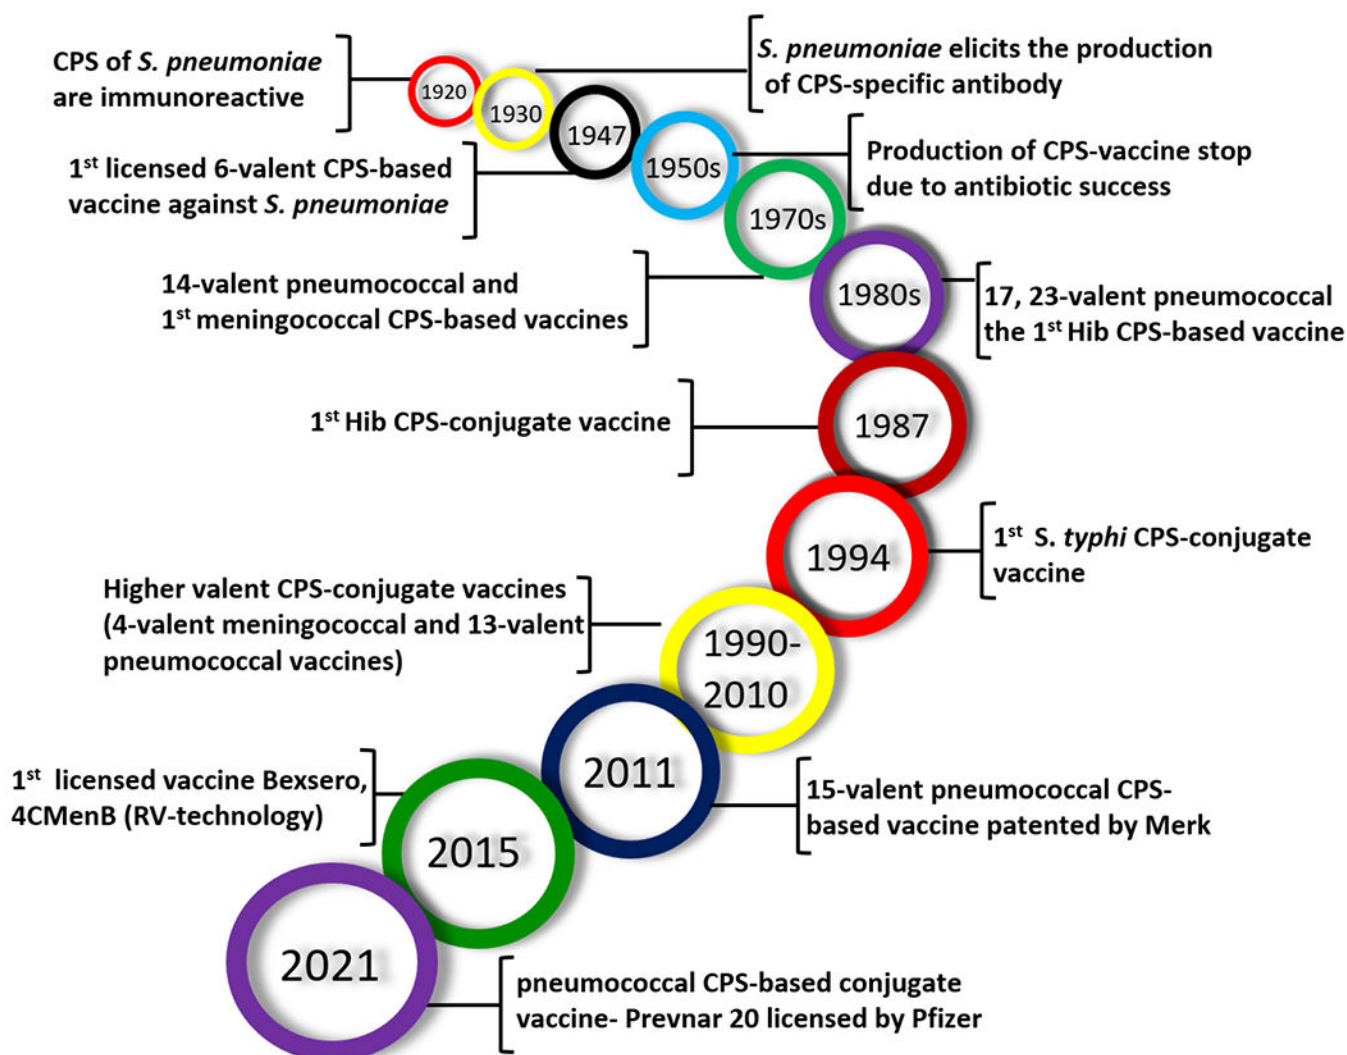 CPS of S. pneumoniae
are immunoreactive
1920
1930
S. pneumoniae elicits the production
of CPS-specific antibody
1st licensed 6-valent CPS-based
vaccine against S. pneumoniae
1947
1950s
Production of CPS-vaccine stop
due to antibiotic success
14-valent pneumococcal and
1st meningococcal CPS-based vaccines
1970s
1980s
17, 23-valent pneumococcal
the 1st Hib CPS-based vaccine
1st Hib CPS-conjugate vaccine
1987
1994
1st S. typhi CPS-conjugate
vaccine
Higher valent CPS-conjugate vaccines
(4-valent meningococcal and 13-valent
pneumococcal vaccines)
1990-
2010
2011
15-valent pneumococcal CPS-
based vaccine patented by Merk
1st licensed vaccine Bexsero,
4CMenB (RV-technology)
2015
2021
pneumococcal CPS-based conjugate
vaccine- Prevnar 20 licensed by Pfizer